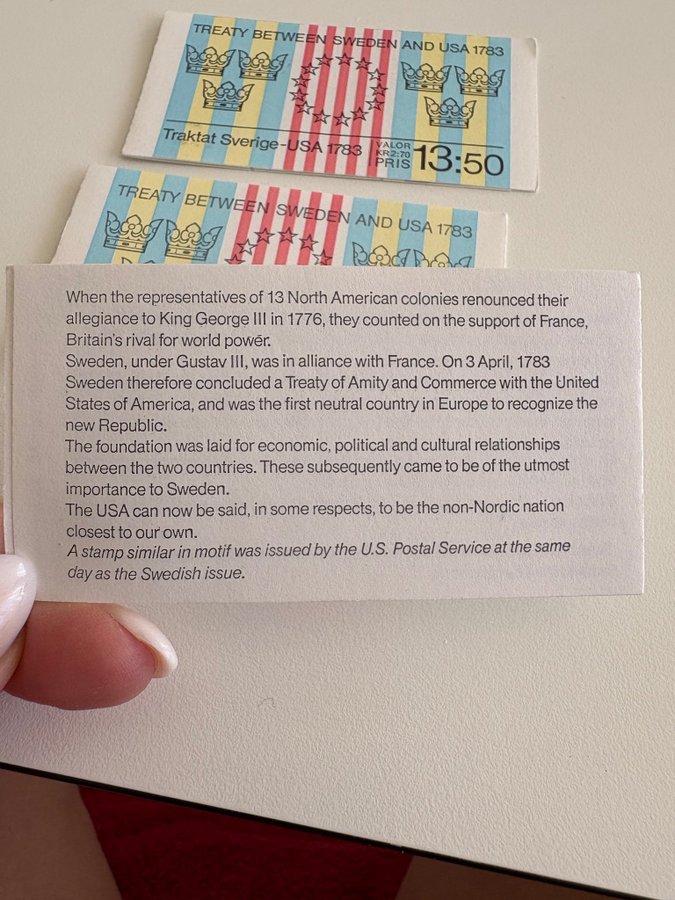 TREATY BETWEEN SWEDEN AND USA 1783
Traktat Sverige-USA 1783
VALÖR
KR2:70
PRIS
13:50
TREATY BETWEEN SWEDEN AND USA 1783
When the representatives of 13 North American colonies renounced their
allegiance to King George III in 1776, they counted on the support of France,
Britain's rival for world power.
Sweden, under Gustav III, was in alliance with France. On 3 April, 1783
Sweden therefore concluded a Treaty of Amity and Commerce with the United
States of America, and was the first neutral country in Europe to recognize the
new Republic.
The foundation was laid for economic, political and cultural relationships
between the two countries. These subsequently came to be of the utmost
importance to Sweden.
The USA can now be said, in some respects, to be the non-Nordic nation
closest to our own.
A stamp similar in motif was issued by the U.S. Postal Service at the same
day as the Swedish issue.